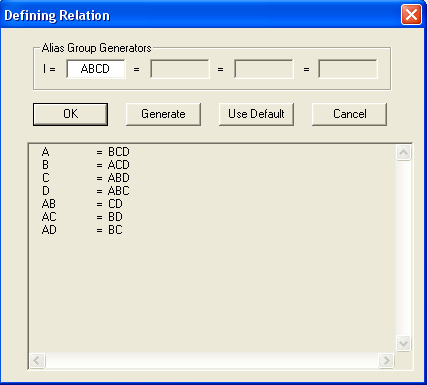 Defining Relation
Alias Group Generators
I = ABCD = = =
OK Generate Use Default Cancel
A = BCD
B = ACD
C = ABD
D = ABC
AB = CD
AC = BD
AD = BC